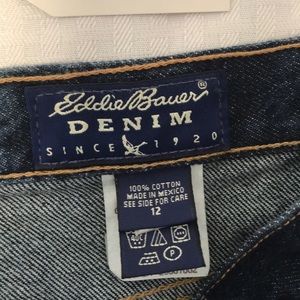 Eddie Bauer ®
DENIM
SINCE 1920
100% COTTON
MADE IN MEXICO
SEE SIDE FOR CARE
12
P